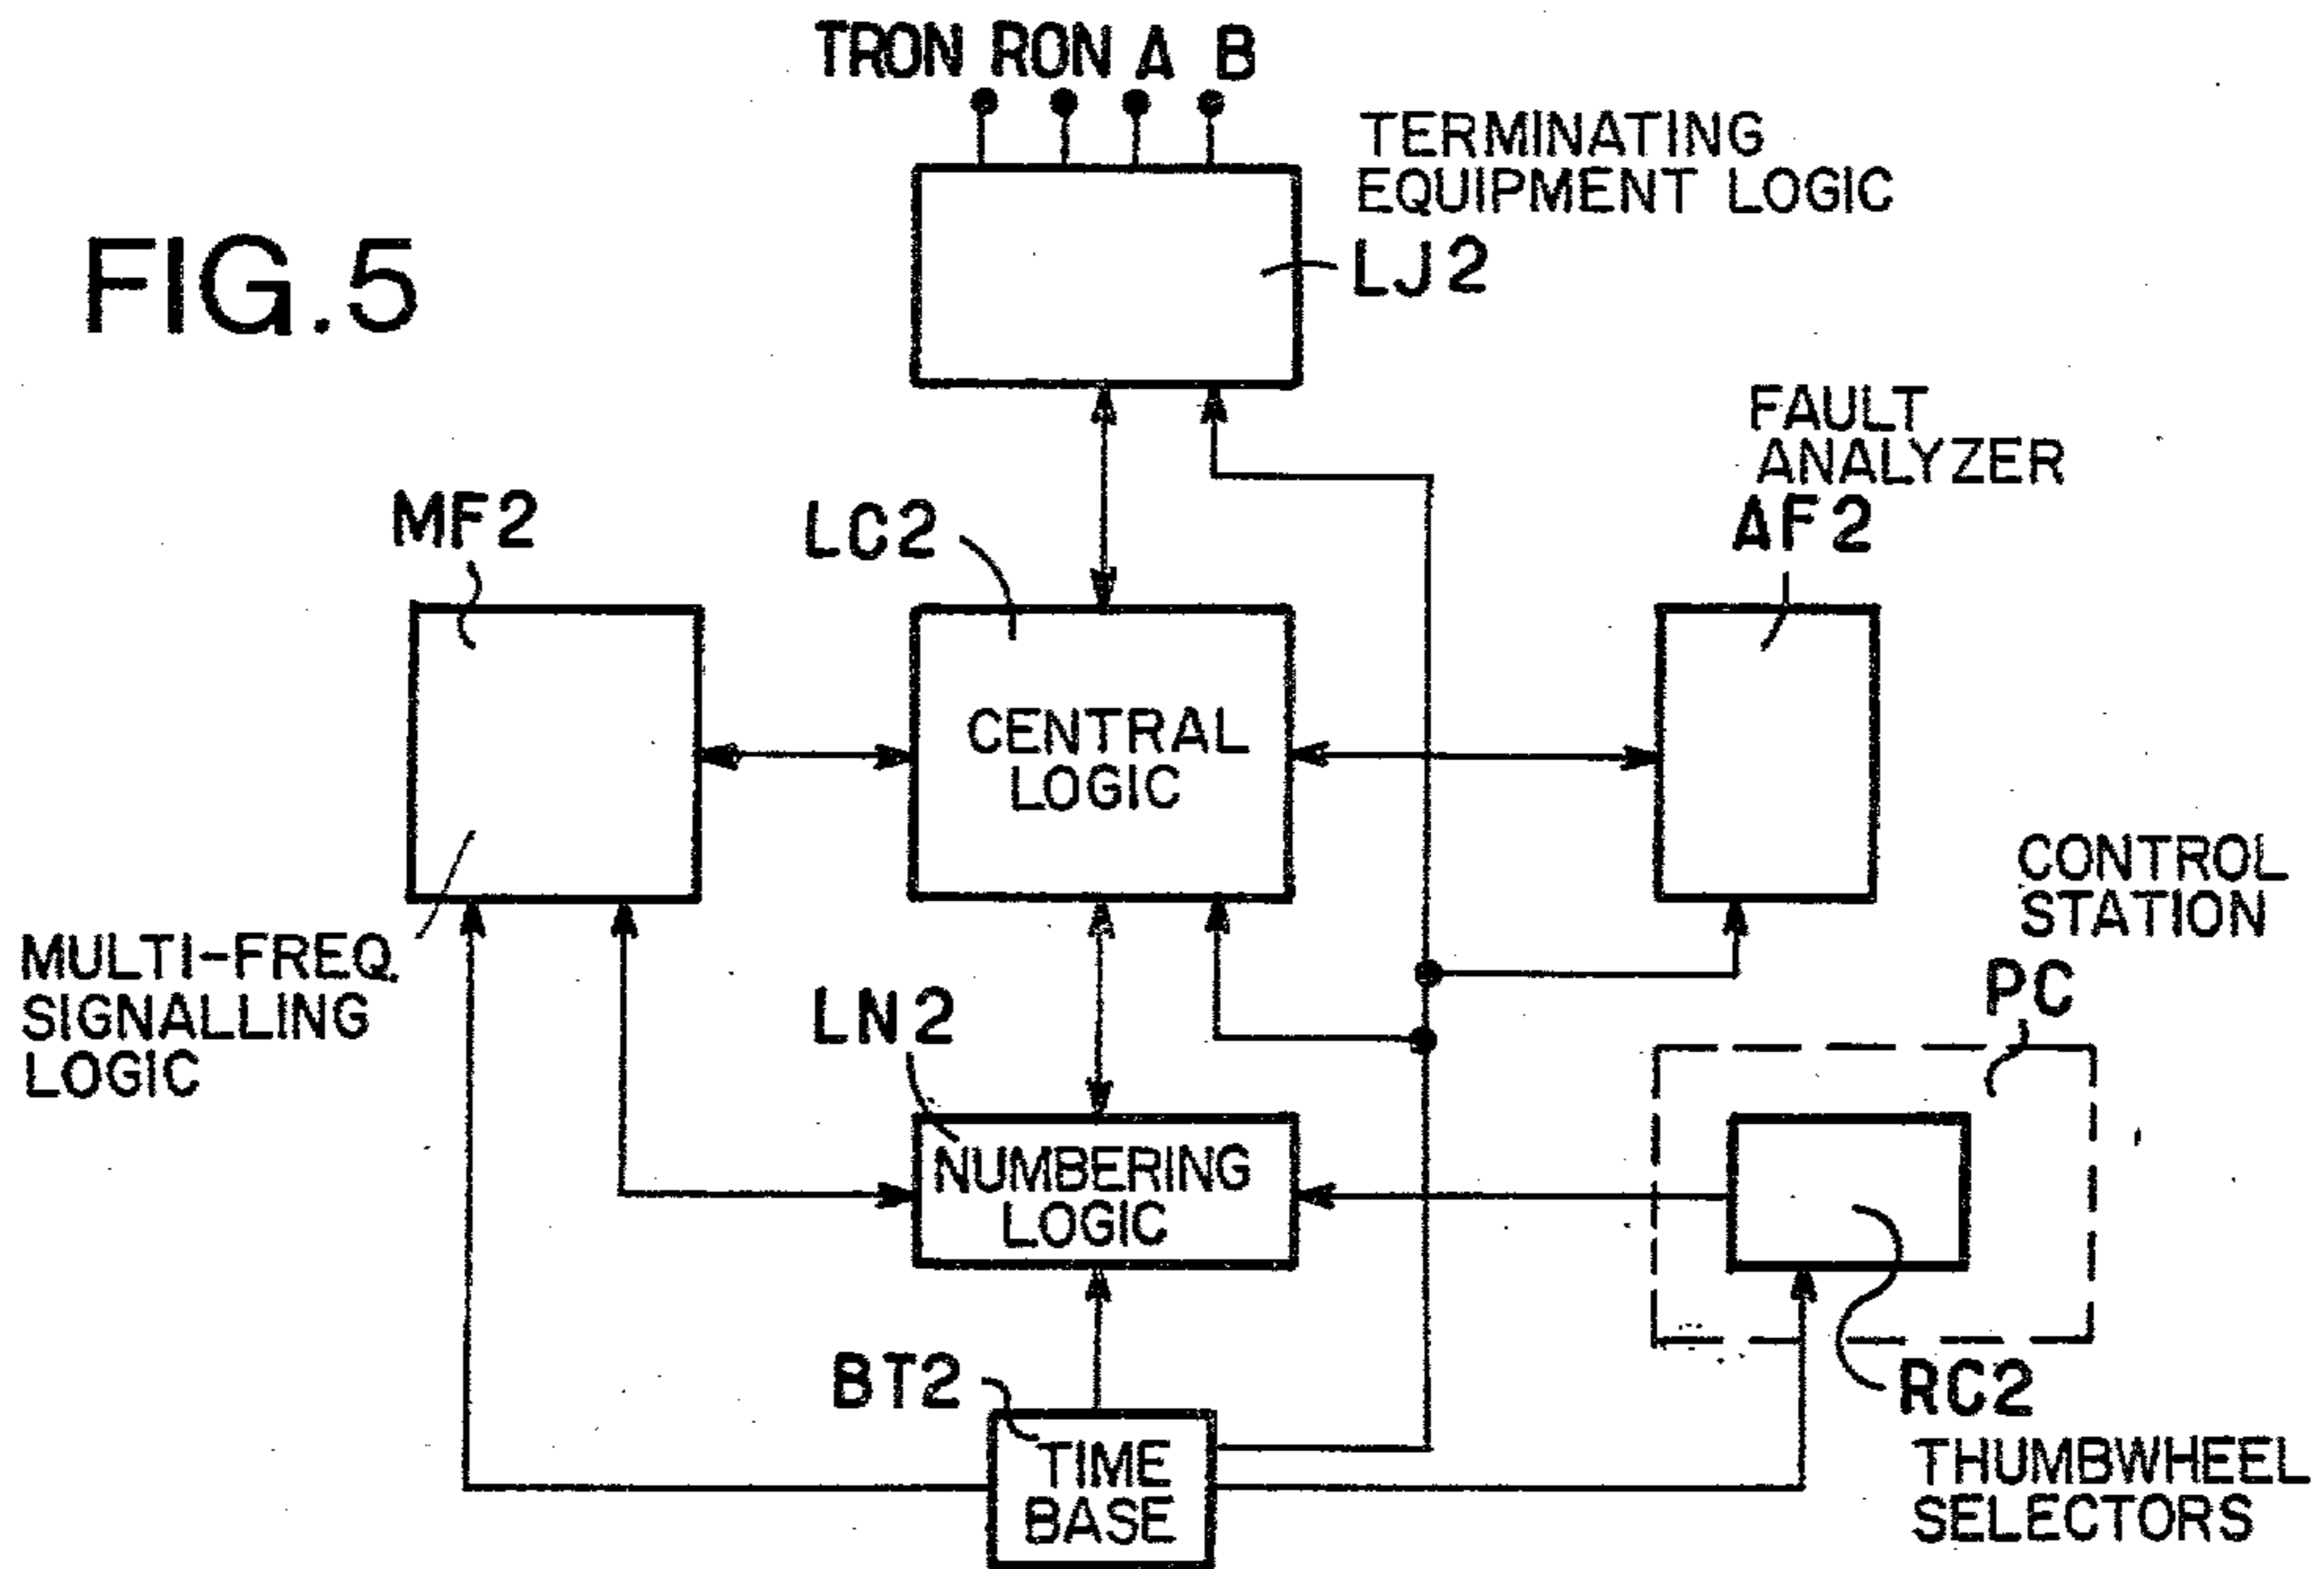 TRON RON A B
TERMINATING
EQUIPMENT LOGIC
LJ2
FIG.5
FAULT
ANALYZER
AF2
MF2
LC2
CENTRAL
LOGIC
CONTROL
STATION
PC
MULTI-FREQ.
SIGNALLING
LOGIC
LN2
NUMBERING
LOGIC
BT2
TIME
BASE
RC2
THUMBWHEEL
SELECTORS